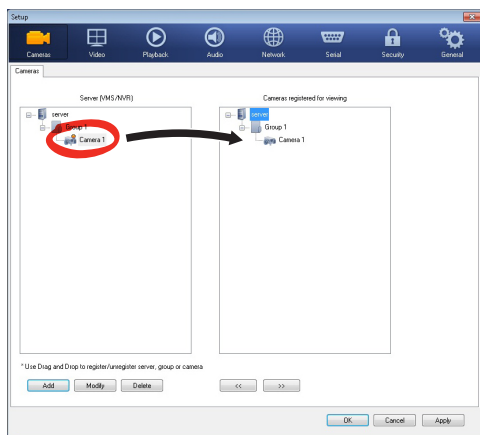 Setup
Cameras Video Playback Audio Network Serial Security General
Cameras
Server (VMS/NVR) Cameras registered for viewing
server server
Group 1 Group 1
Camera 1 Camera 1
* Use Drag and Drop to register/unregister server, group or camera
Add Modify Delete << >>
OK Cancel Apply